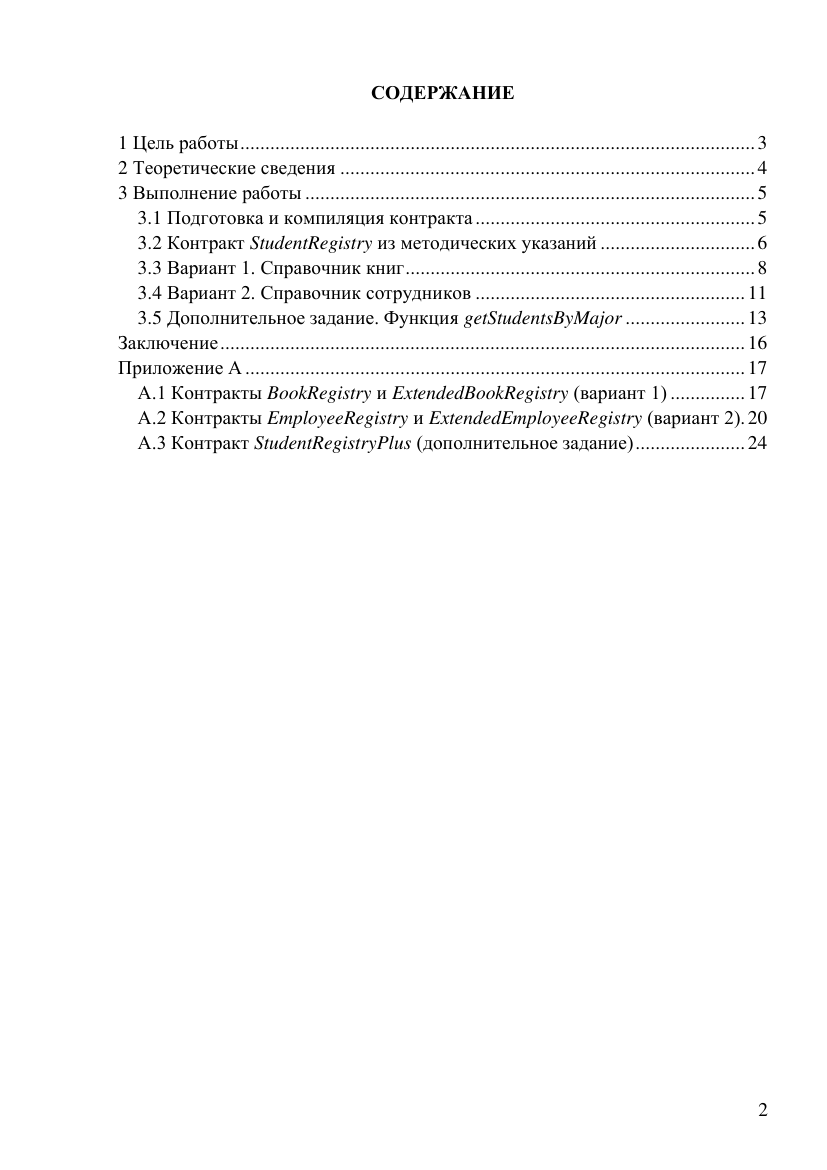 СОДЕРЖАНИЕ
1 Цель работы....................................................................................................... 3
2 Теоретические сведения ................................................................................... 4
3 Выполнение работы .......................................................................................... 5
3.1 Подготовка и компиляция контракта ........................................................ 5
3.2 Контракт StudentRegistry из методических указаний ............................... 6
3.3 Вариант 1. Справочник книг...................................................................... 8
3.4 Вариант 2. Справочник сотрудников ...................................................... 11
3.5 Дополнительное задание. Функция getStudentsByMajor ........................ 13
Заключение......................................................................................................... 16
Приложение А .................................................................................................... 17
А.1 Контракты BookRegistry и ExtendedBookRegistry (вариант 1) ............... 17
А.2 Контракты EmployeeRegistry и ExtendedEmployeeRegistry (вариант 2). 20
А.3 Контракт StudentRegistryPlus (дополнительное задание)...................... 24
2